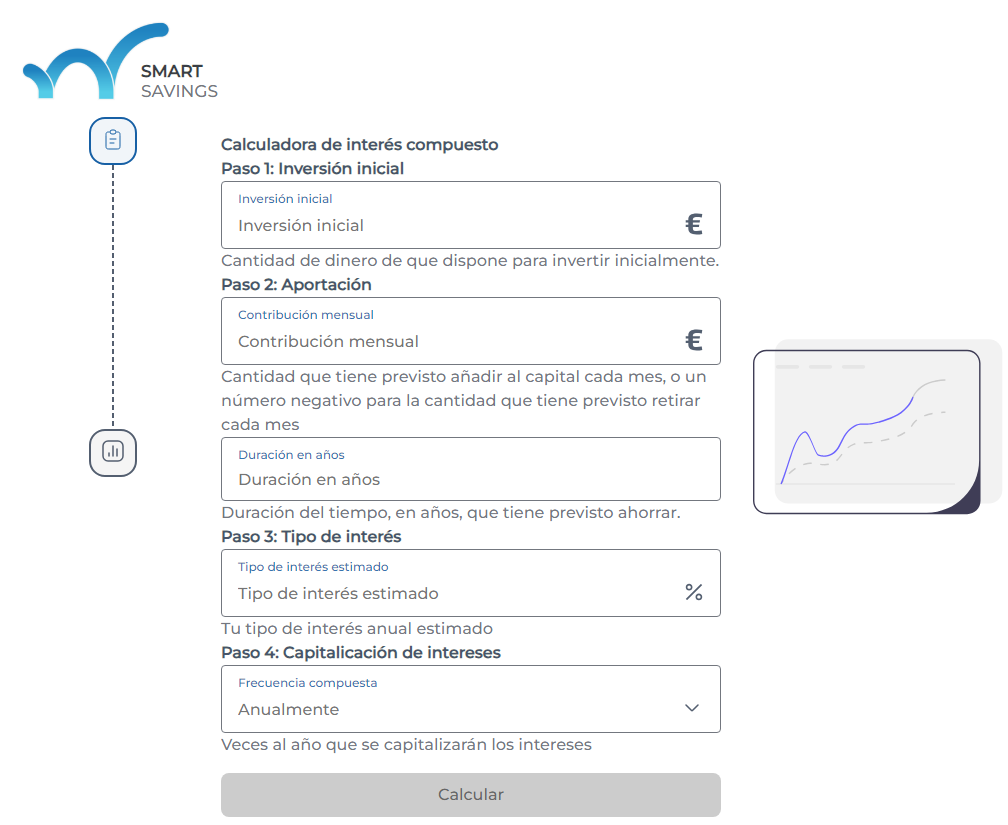 SMART
SAVINGS
Calculadora de interés compuesto
Paso 1: Inversión inicial
Inversión inicial
Inversión inicial €
Cantidad de dinero de que dispone para invertir inicialmente.
Paso 2: Aportación
Contribución mensual
Contribución mensual €
Cantidad que tiene previsto añadir al capital cada mes, o un
número negativo para la cantidad que tiene previsto retirar
cada mes
Duración en años
Duración en años
Duración del tiempo, en años, que tiene previsto ahorrar.
Paso 3: Tipo de interés
Tipo de interés estimado
Tipo de interés estimado %
Tu tipo de interés anual estimado
Paso 4: Capitalicación de intereses
Frecuencia compuesta
Anualmente
Veces al año que se capitalizarán los intereses
Calcular